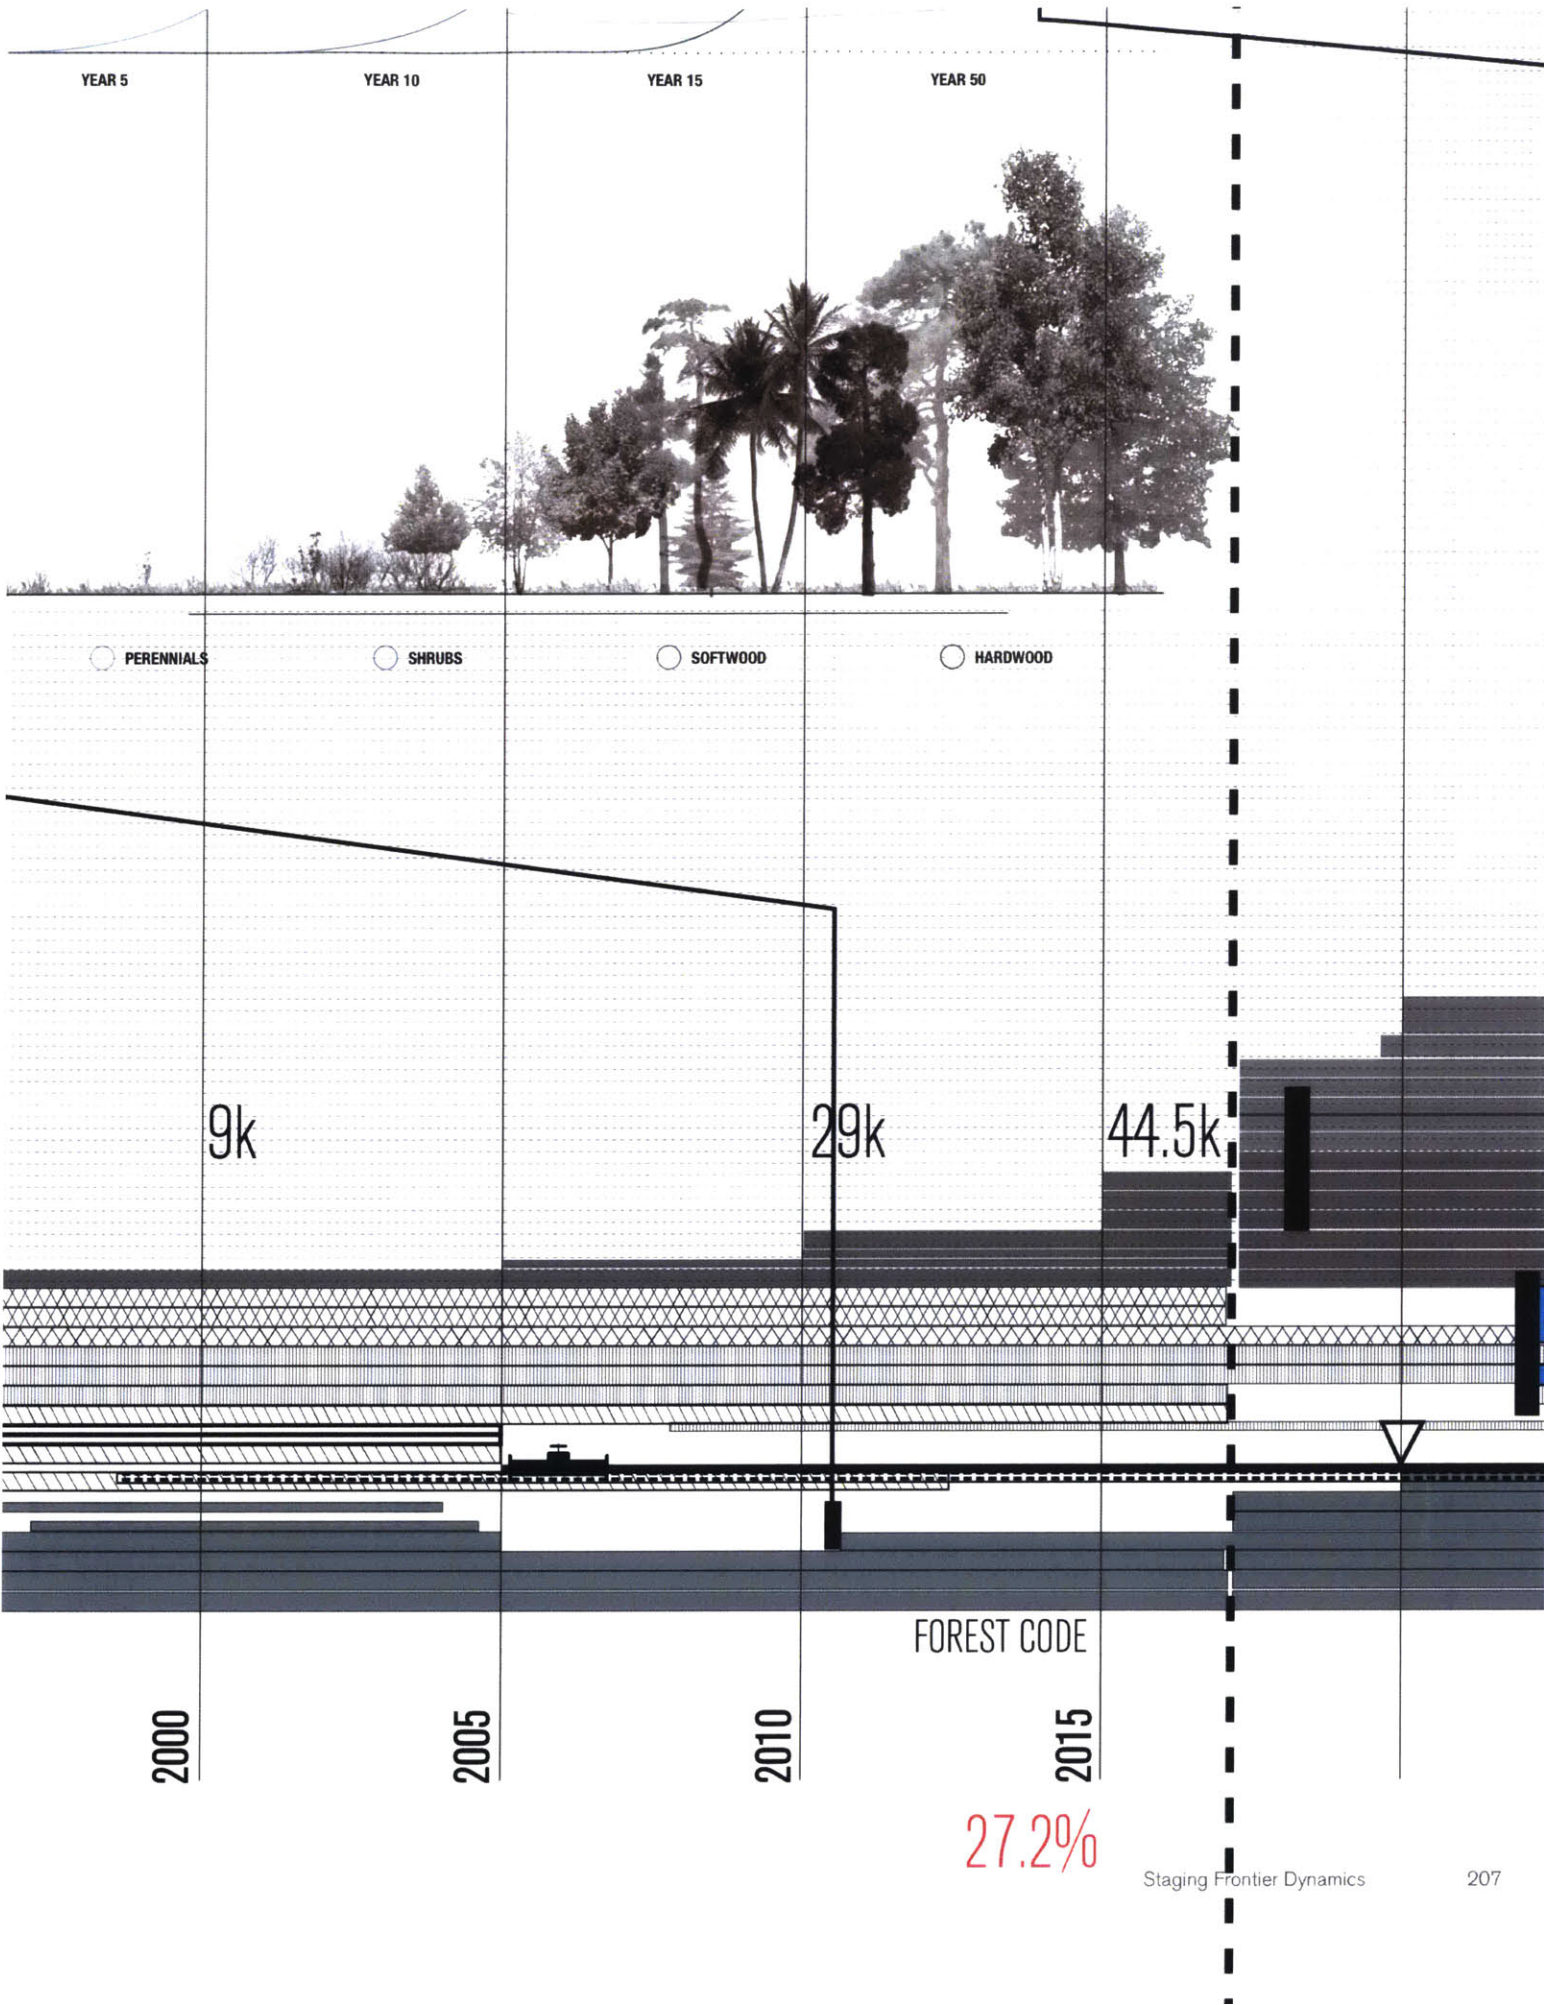 YEAR 5
YEAR 10
YEAR 15
YEAR 50
PERENNIALS
SHRUBS
SOFTWOOD
HARDWOOD
9k
29k
44.5k
FOREST CODE
2000
2005
2010
2015
27.2%
Staging Frontier Dynamics
207